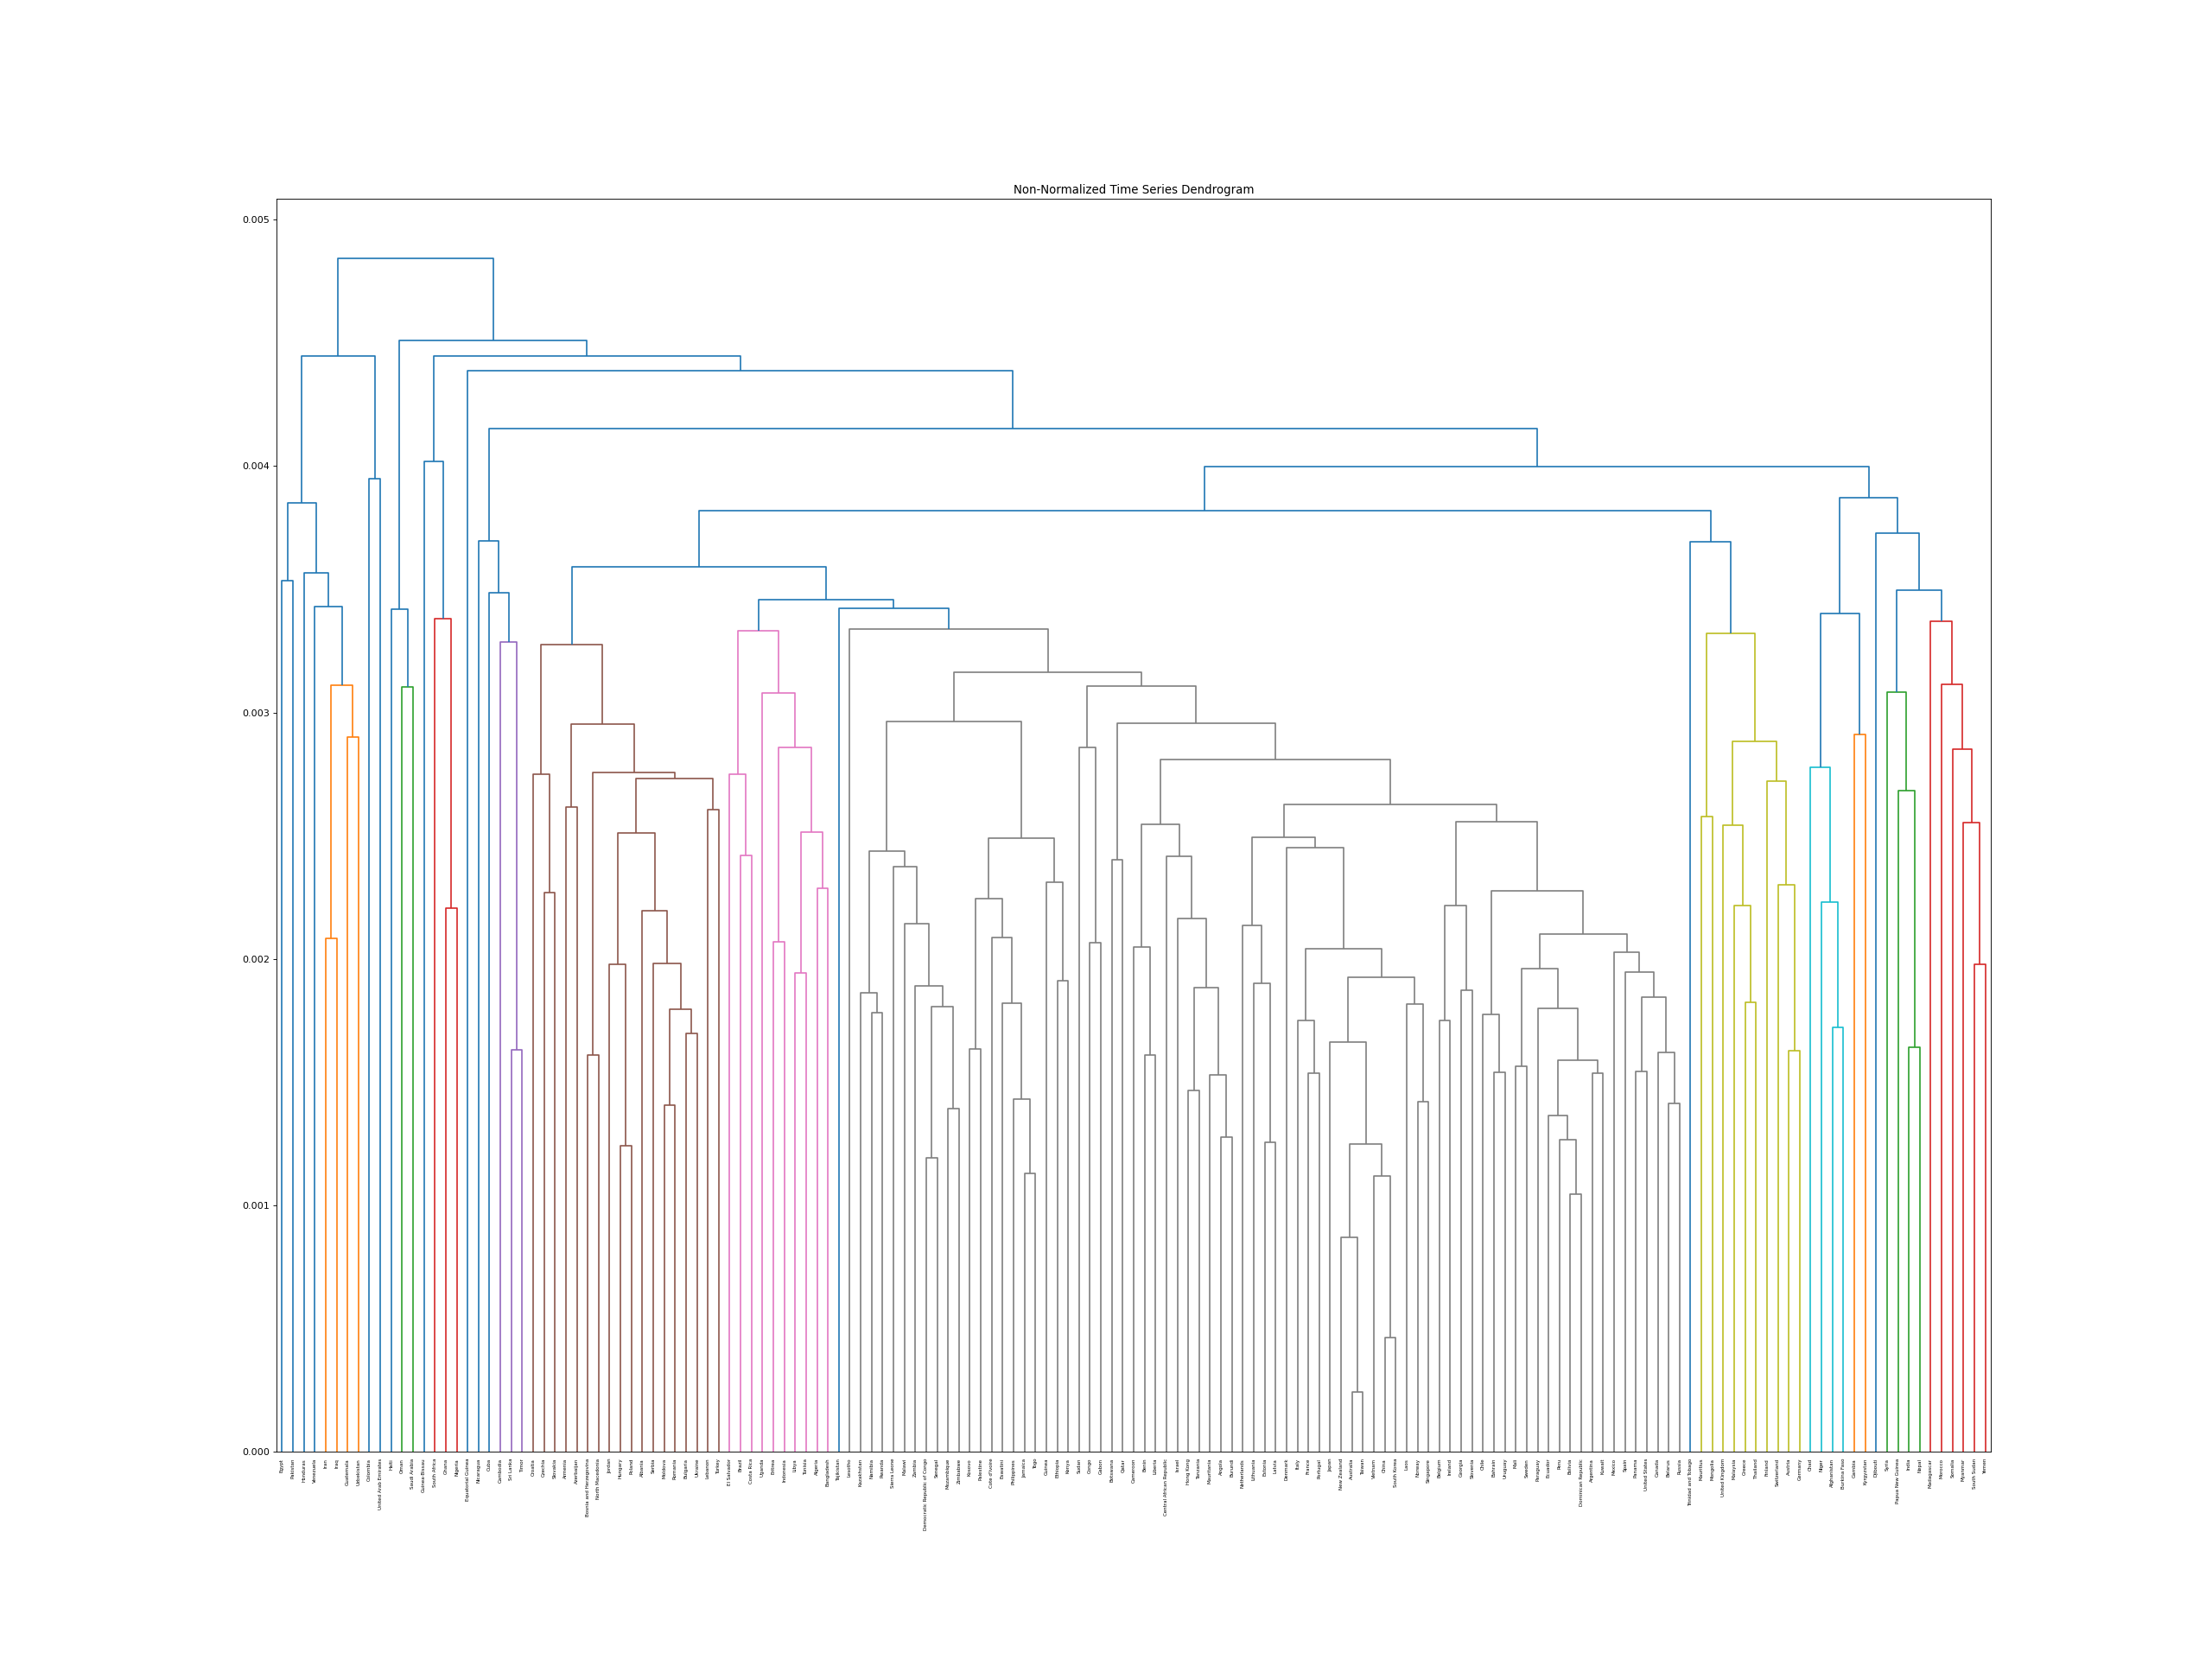 Non-Normalized Time Series Dendrogram
0.005
0.004
0.003
0.002
0.001
0.000
Egypt
Pakistan
Honduras
Venezuela
Iran
Iraq
Guatemala
Uzbekistan
Colombia
United Arab Emirates
Haiti
Oman
Saudi Arabia
Guinea-Bissau
South Africa
Ghana
Nigeria
Equatorial Guinea
Nicaragua
Cuba
Cambodia
Sri Lanka
Timor
Croatia
Czechia
Slovakia
Armenia
Azerbaijan
Bosnia and Herzegovina
North Macedonia
Jordan
Hungary
Poland
Albania
Serbia
Moldova
Romania
Bulgaria
Ukraine
Lebanon
Turkey
El Salvador
Brazil
Costa Rica
Uganda
Eritrea
Indonesia
Libya
Tunisia
Algeria
Bangladesh
Tajikistan
Lesotho
Kazakhstan
Namibia
Rwanda
Sierra Leone
Malawi
Zambia
Democratic Republic of Congo
Senegal
Mozambique
Zimbabwe
Kosovo
Palestine
Cote d'Ivoire
Eswatini
Philippines
Jamaica
Togo
Guinea
Ethiopia
Kenya
Sudan
Congo
Gabon
Botswana
Qatar
Cameroon
Benin
Liberia
Central African Republic
Israel
Hong Kong
Tanzania
Mauritania
Angola
Burundi
Netherlands
Lithuania
Estonia
Latvia
Denmark
Italy
France
Portugal
Japan
New Zealand
Australia
Taiwan
Vietnam
China
South Korea
Laos
Norway
Singapore
Belgium
Ireland
Georgia
Slovenia
Chile
Bahrain
Uruguay
Mali
Sweden
Paraguay
Ecuador
Peru
Bolivia
Dominican Republic
Argentina
Kuwait
Mexico
Spain
Panama
United States
Canada
Belarus
Russia
Trinidad and Tobago
Mauritius
Mongolia
United Kingdom
Malaysia
Greece
Thailand
Finland
Switzerland
Austria
Germany
Chad
Niger
Afghanistan
Burkina Faso
Gambia
Kyrgyzstan
Djibouti
Syria
Papua New Guinea
India
Nepal
Madagascar
Morocco
Somalia
Myanmar
South Sudan
Yemen